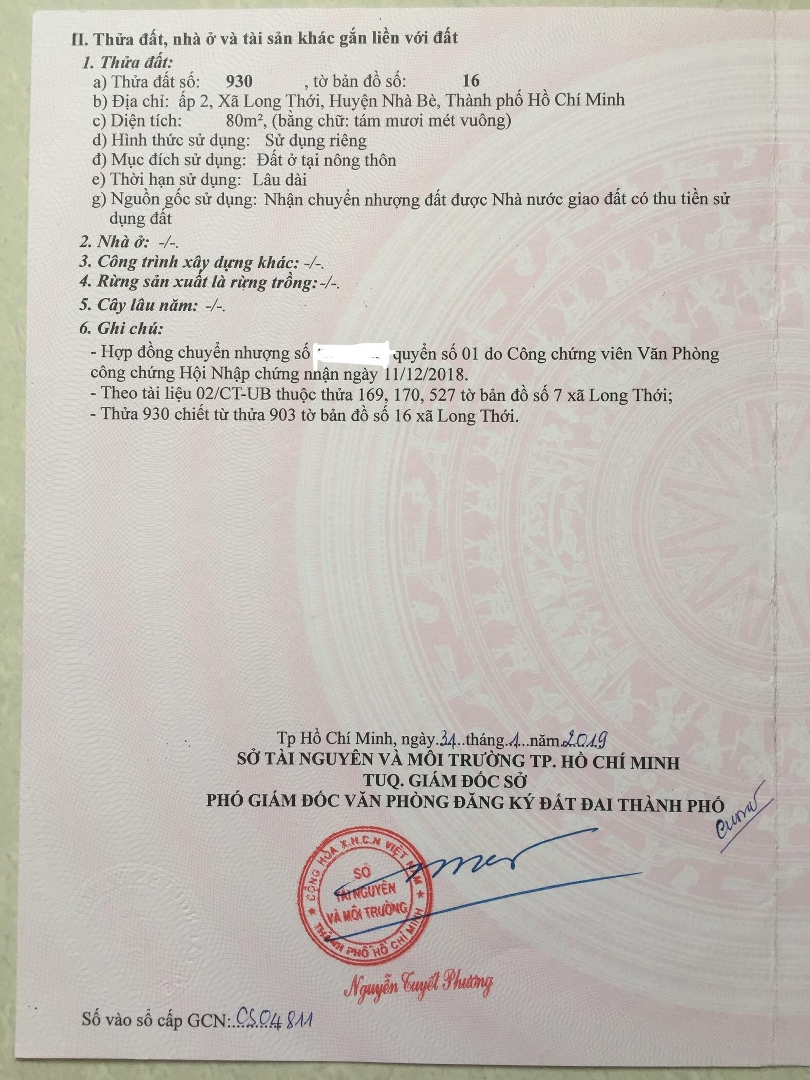 II. Thửa đất, nhà ở và tài sản khác gắn liền với đất
1. Thửa đất:
a) Thửa đất số: 930 , tờ bản đồ số: 16
b) Địa chỉ: ấp 2, Xã Long Thới, Huyện Nhà Bè, Thành phố Hồ Chí Minh
c) Diện tích: 80m², (bằng chữ: tám mươi mét vuông)
d) Hình thức sử dụng: Sử dụng riêng
đ) Mục đích sử dụng: Đất ở tại nông thôn
e) Thời hạn sử dụng: Lâu dài
g) Nguồn gốc sử dụng: Nhận chuyển nhượng đất được Nhà nước giao đất có thu tiền sử
dụng đất
2. Nhà ở: -/-.
3. Công trình xây dựng khác: -/-.
4. Rừng sản xuất là rừng trồng:-/-.
5. Cây lâu năm: -/-.
6. Ghi chú:
- Hợp đồng chuyển nhượng số quyển số 01 do Công chứng viên Văn Phòng
công chứng Hội Nhập chứng nhận ngày 11/12/2018.
- Theo tài liệu 02/CT-UB thuộc thửa 169, 170, 527 tờ bản đồ số 7 xã Long Thới;
- Thửa 930 chiết từ thửa 903 tờ bản đồ số 16 xã Long Thới.
Tp Hồ Chí Minh, ngày.31..tháng.1..năm.2019
SỞ TÀI NGUYÊN VÀ MÔI TRƯỜNG TP. HỒ CHÍ MINH
TUQ. GIÁM ĐỐC SỞ
PHÓ GIÁM ĐỐC VĂN PHÒNG ĐĂNG KÝ ĐẤT ĐAI THÀNH PHỐ
CỘNG HÒA X.H.C.N VIỆT NAM
SỞ
TÀI NGUYÊN
VÀ MÔI TRƯỜNG
THÀNH PHỐ HỒ CHÍ MINH
Nguyễn Tuyết Phương
Số vào sổ cấp GCN:.CS04811